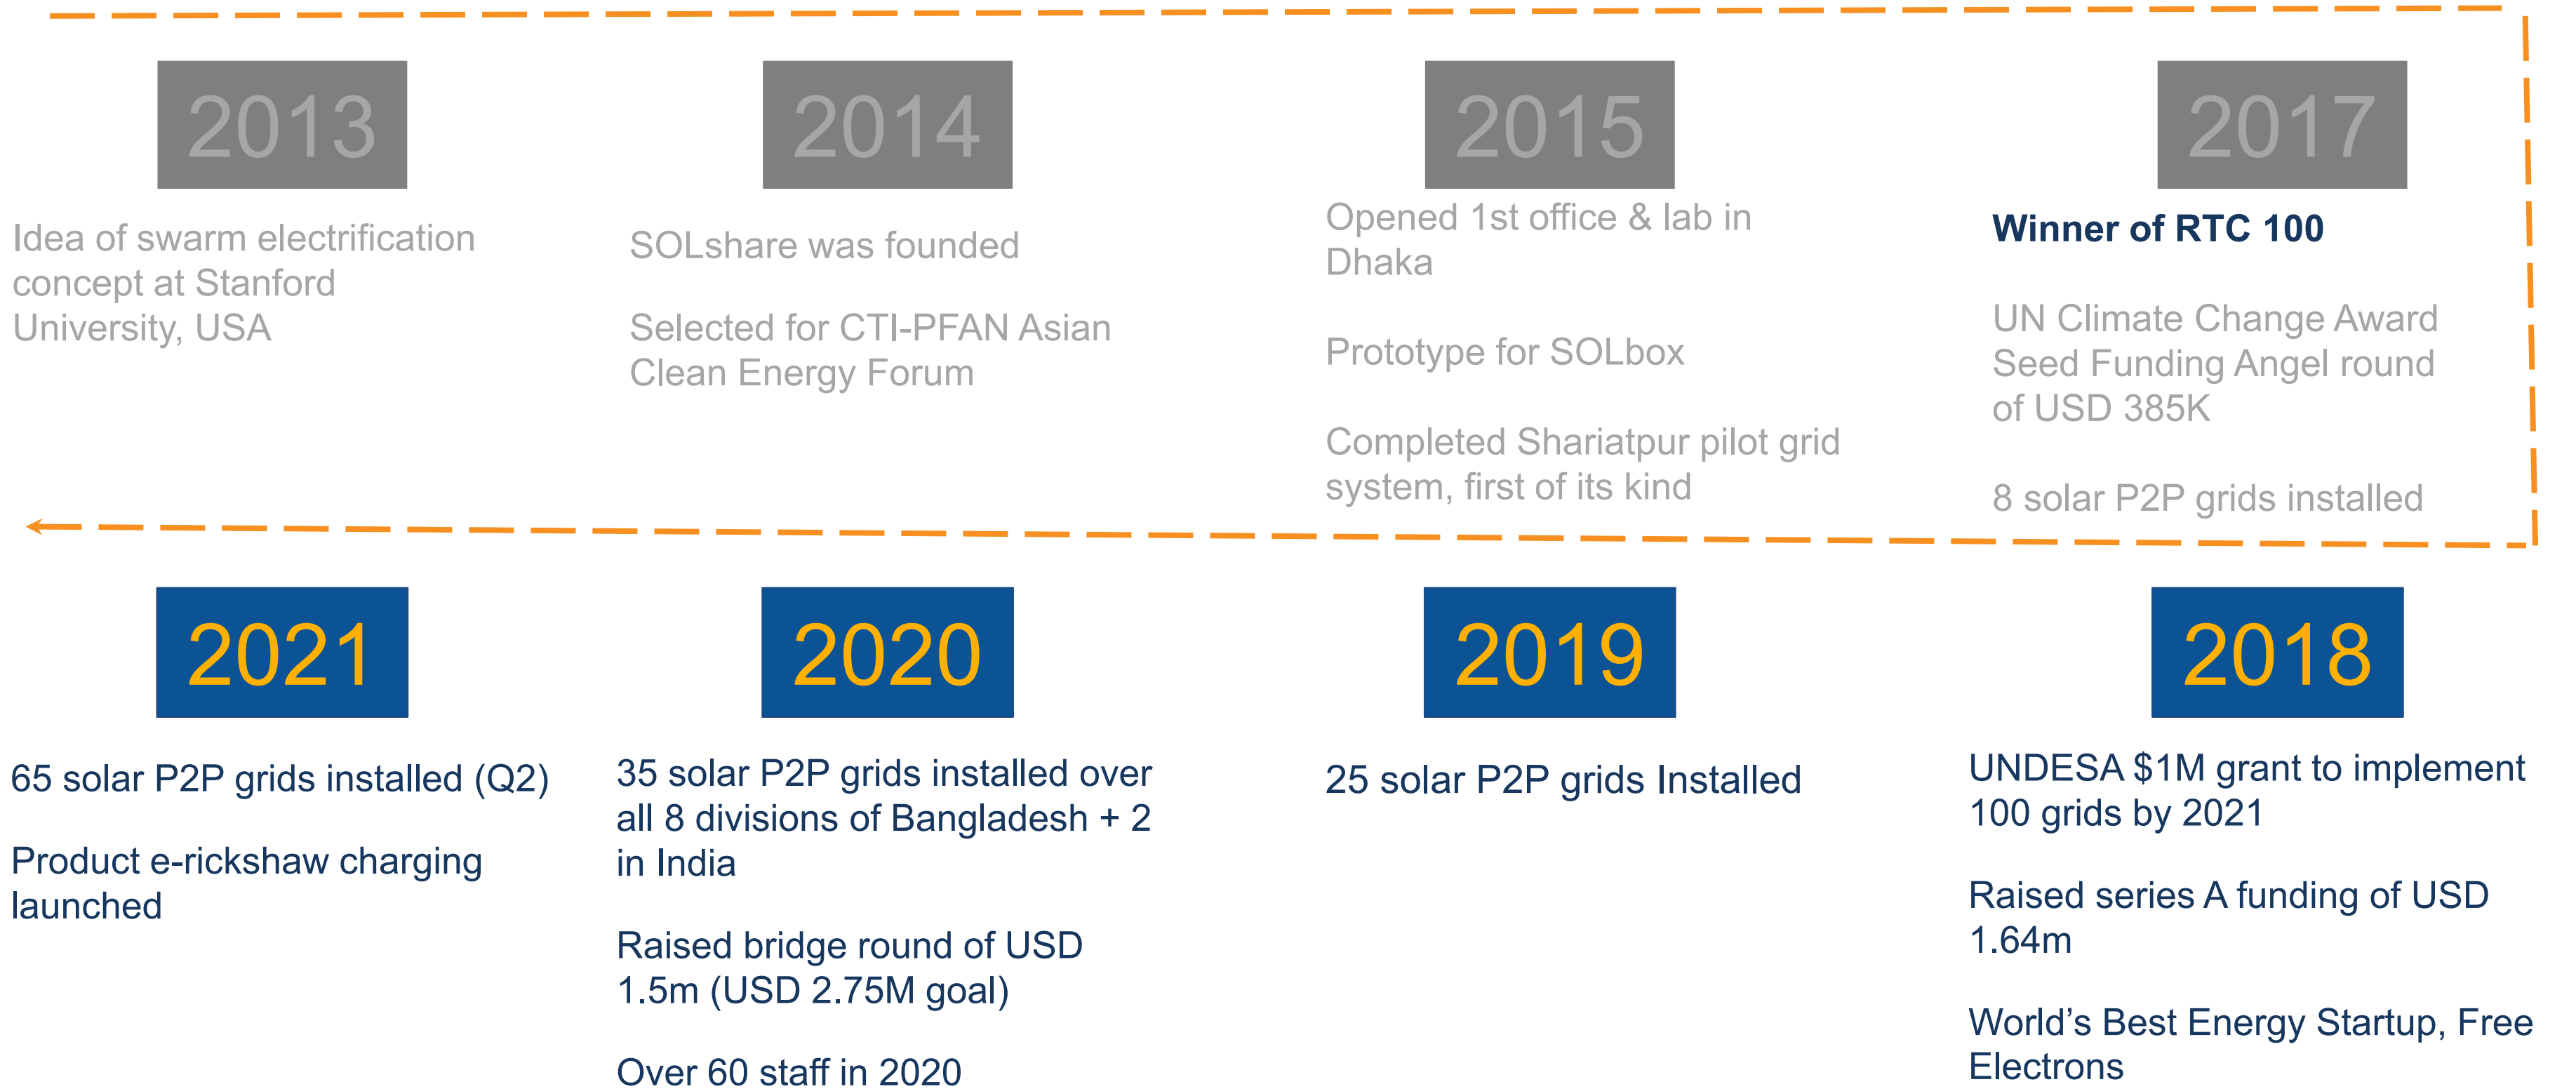 2013
Idea of swarm electrification
concept at Stanford
University, USA
2014
SOLshare was founded
Selected for CTI-PFAN Asian
Clean Energy Forum
2015
Opened 1st office & lab in
Dhaka
Prototype for SOLbox
Completed Shariatpur pilot grid
system, first of its kind
2017
Winner of RTC 100
UN Climate Change Award
Seed Funding Angel round
of USD 385K
8 solar P2P grids installed
2021
65 solar P2P grids installed (Q2)
Product e-rickshaw charging
launched
2020
35 solar P2P grids installed over
all 8 divisions of Bangladesh + 2
in India
Raised bridge round of USD
1.5m (USD 2.75M goal)
Over 60 staff in 2020
2019
25 solar P2P grids Installed
2018
UNDESA $1M grant to implement
100 grids by 2021
Raised series A funding of USD
1.64m
World’s Best Energy Startup, Free
Electrons